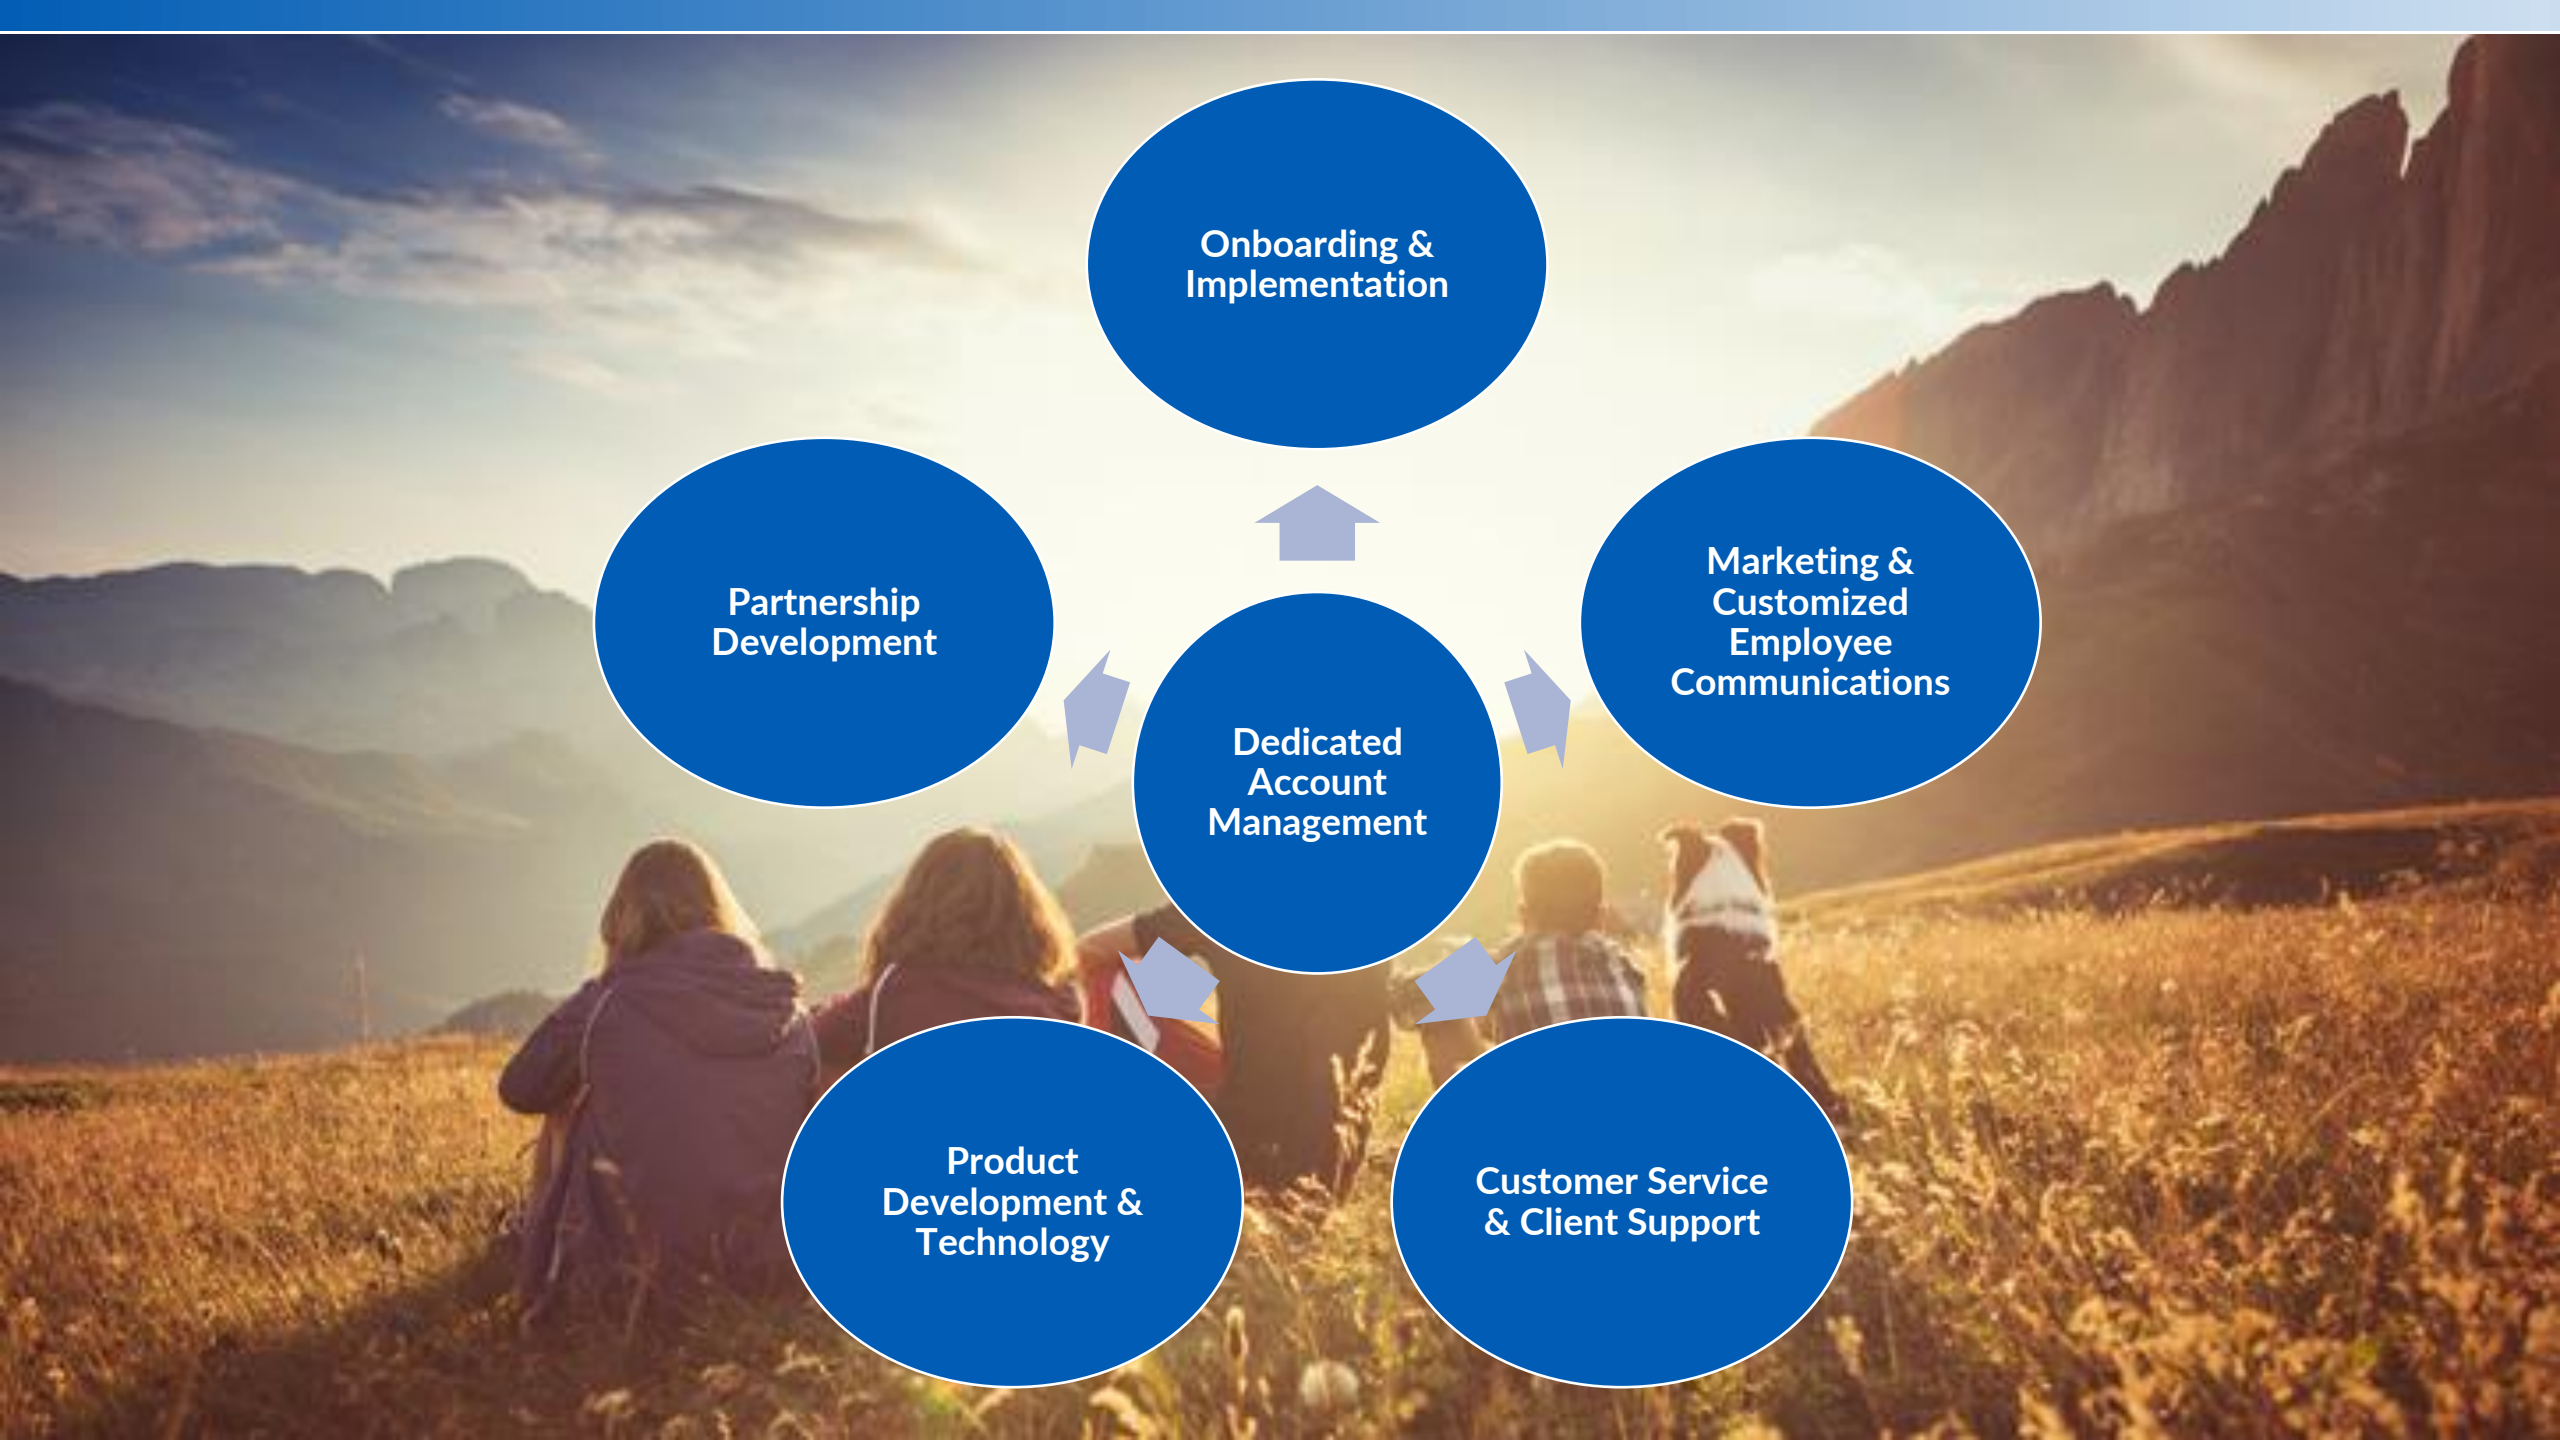 Onboarding &
Implementation
Partnership
Development
Marketing &
Customized
Employee
Communications
Dedicated
Account
Management
Product
Development &
Technology
Customer Service
& Client Support